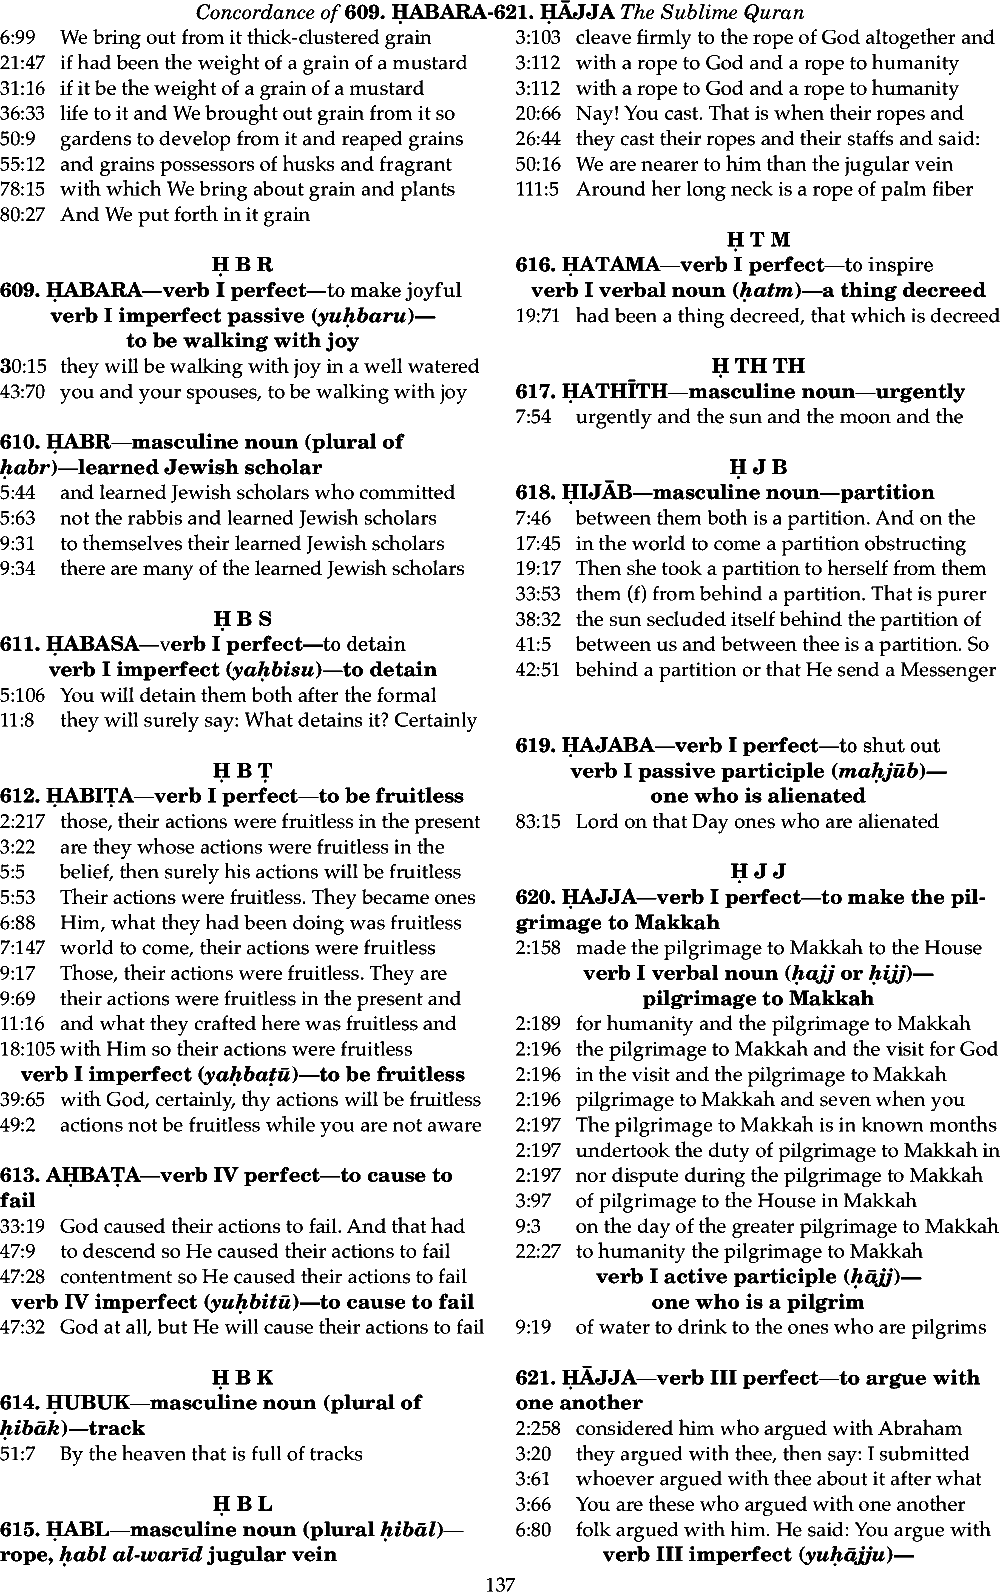 Concordance of 609. ḤABARA-621. ḤĀJJA The Sublime Quran
6:99 We bring out from it thick-clustered grain
21:47 if had been the weight of a grain of a mustard
31:16 if it be the weight of a grain of a mustard
36:33 life to it and We brought out grain from it so
50:9 gardens to develop from it and reaped grains
55:12 and grains possessors of husks and fragrant
78:15 with which We bring about grain and plants
80:27 And We put forth in it grain
Ḥ B R
609. ḤABARA—verb I perfect—to make joyful
verb I imperfect passive (yuḥbaru)—
to be walking with joy
30:15 they will be walking with joy in a well watered
43:70 you and your spouses, to be walking with joy
610. ḤABR—masculine noun (plural of
ḥabr)—learned Jewish scholar
5:44 and learned Jewish scholars who committed
5:63 not the rabbis and learned Jewish scholars
9:31 to themselves their learned Jewish scholars
9:34 there are many of the learned Jewish scholars
Ḥ B S
611. ḤABASA—verb I perfect—to detain
verb I imperfect (yaḥbisu)—to detain
5:106 You will detain them both after the formal
11:8 they will surely say: What detains it? Certainly
Ḥ B Ṭ
612. ḤABIṬA—verb I perfect—to be fruitless
2:217 those, their actions were fruitless in the present
3:22 are they whose actions were fruitless in the
5:5 belief, then surely his actions will be fruitless
5:53 Their actions were fruitless. They became ones
6:88 Him, what they had been doing was fruitless
7:147 world to come, their actions were fruitless
9:17 Those, their actions were fruitless. They are
9:69 their actions were fruitless in the present and
11:16 and what they crafted here was fruitless and
18:105 with Him so their actions were fruitless
verb I imperfect (yaḥbaṭū)—to be fruitless
39:65 with God, certainly, thy actions will be fruitless
49:2 actions not be fruitless while you are not aware
613. AḤBAṬA—verb IV perfect—to cause to
fail
33:19 God caused their actions to fail. And that had
47:9 to descend so He caused their actions to fail
47:28 contentment so He caused their actions to fail
verb IV imperfect (yuḥbitū)—to cause to fail
47:32 God at all, but He will cause their actions to fail
Ḥ B K
614. ḤUBUK—masculine noun (plural of
ḥibāk)—track
51:7 By the heaven that is full of tracks
Ḥ B L
615. ḤABL—masculine noun (plural ḥibāl)—
rope, ḥabl al-warīd jugular vein
3:103 cleave firmly to the rope of God altogether and
3:112 with a rope to God and a rope to humanity
3:112 with a rope to God and a rope to humanity
20:66 Nay! You cast. That is when their ropes and
26:44 they cast their ropes and their staffs and said:
50:16 We are nearer to him than the jugular vein
111:5 Around her long neck is a rope of palm fiber
Ḥ T M
616. ḤATAMA—verb I perfect—to inspire
verb I verbal noun (ḥatm)—a thing decreed
19:71 had been a thing decreed, that which is decreed
Ḥ TH TH
617. ḤATHĪTH—masculine noun—urgently
7:54 urgently and the sun and the moon and the
Ḥ J B
618. ḤIJĀB—masculine noun—partition
7:46 between them both is a partition. And on the
17:45 in the world to come a partition obstructing
19:17 Then she took a partition to herself from them
33:53 them (f) from behind a partition. That is purer
38:32 the sun secluded itself behind the partition of
41:5 between us and between thee is a partition. So
42:51 behind a partition or that He send a Messenger
619. ḤAJABA—verb I perfect—to shut out
verb I passive participle (maḥjūb)—
one who is alienated
83:15 Lord on that Day ones who are alienated
Ḥ J J
620. ḤAJJA—verb I perfect—to make the pil-
grimage to Makkah
2:158 made the pilgrimage to Makkah to the House
verb I verbal noun (ḥajj or ḥijj)—
pilgrimage to Makkah
2:189 for humanity and the pilgrimage to Makkah
2:196 the pilgrimage to Makkah and the visit for God
2:196 in the visit and the pilgrimage to Makkah
2:196 pilgrimage to Makkah and seven when you
2:197 The pilgrimage to Makkah is in known months
2:197 undertook the duty of pilgrimage to Makkah in
2:197 nor dispute during the pilgrimage to Makkah
3:97 of pilgrimage to the House in Makkah
9:3 on the day of the greater pilgrimage to Makkah
22:27 to humanity the pilgrimage to Makkah
verb I active participle (ḥājj)—
one who is a pilgrim
9:19 of water to drink to the ones who are pilgrims
621. ḤĀJJA—verb III perfect—to argue with
one another
2:258 considered him who argued with Abraham
3:20 they argued with thee, then say: I submitted
3:61 whoever argued with thee about it after what
3:66 You are these who argued with one another
6:80 folk argued with him. He said: You argue with
verb III imperfect (yuḥājju)—
137